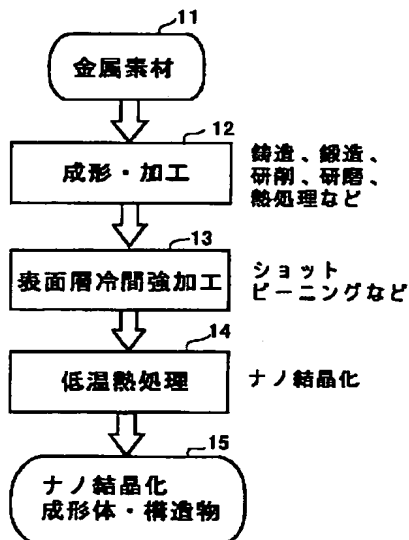 11
金属素材
12
成形・加工
鋳造、鍛造、
研削、研磨、
熱処理など
13
表面層冷間強加工
ショット
ピーニングなど
14
低温熱処理
ナノ結晶化
15
ナノ結晶化
成形体・構造物